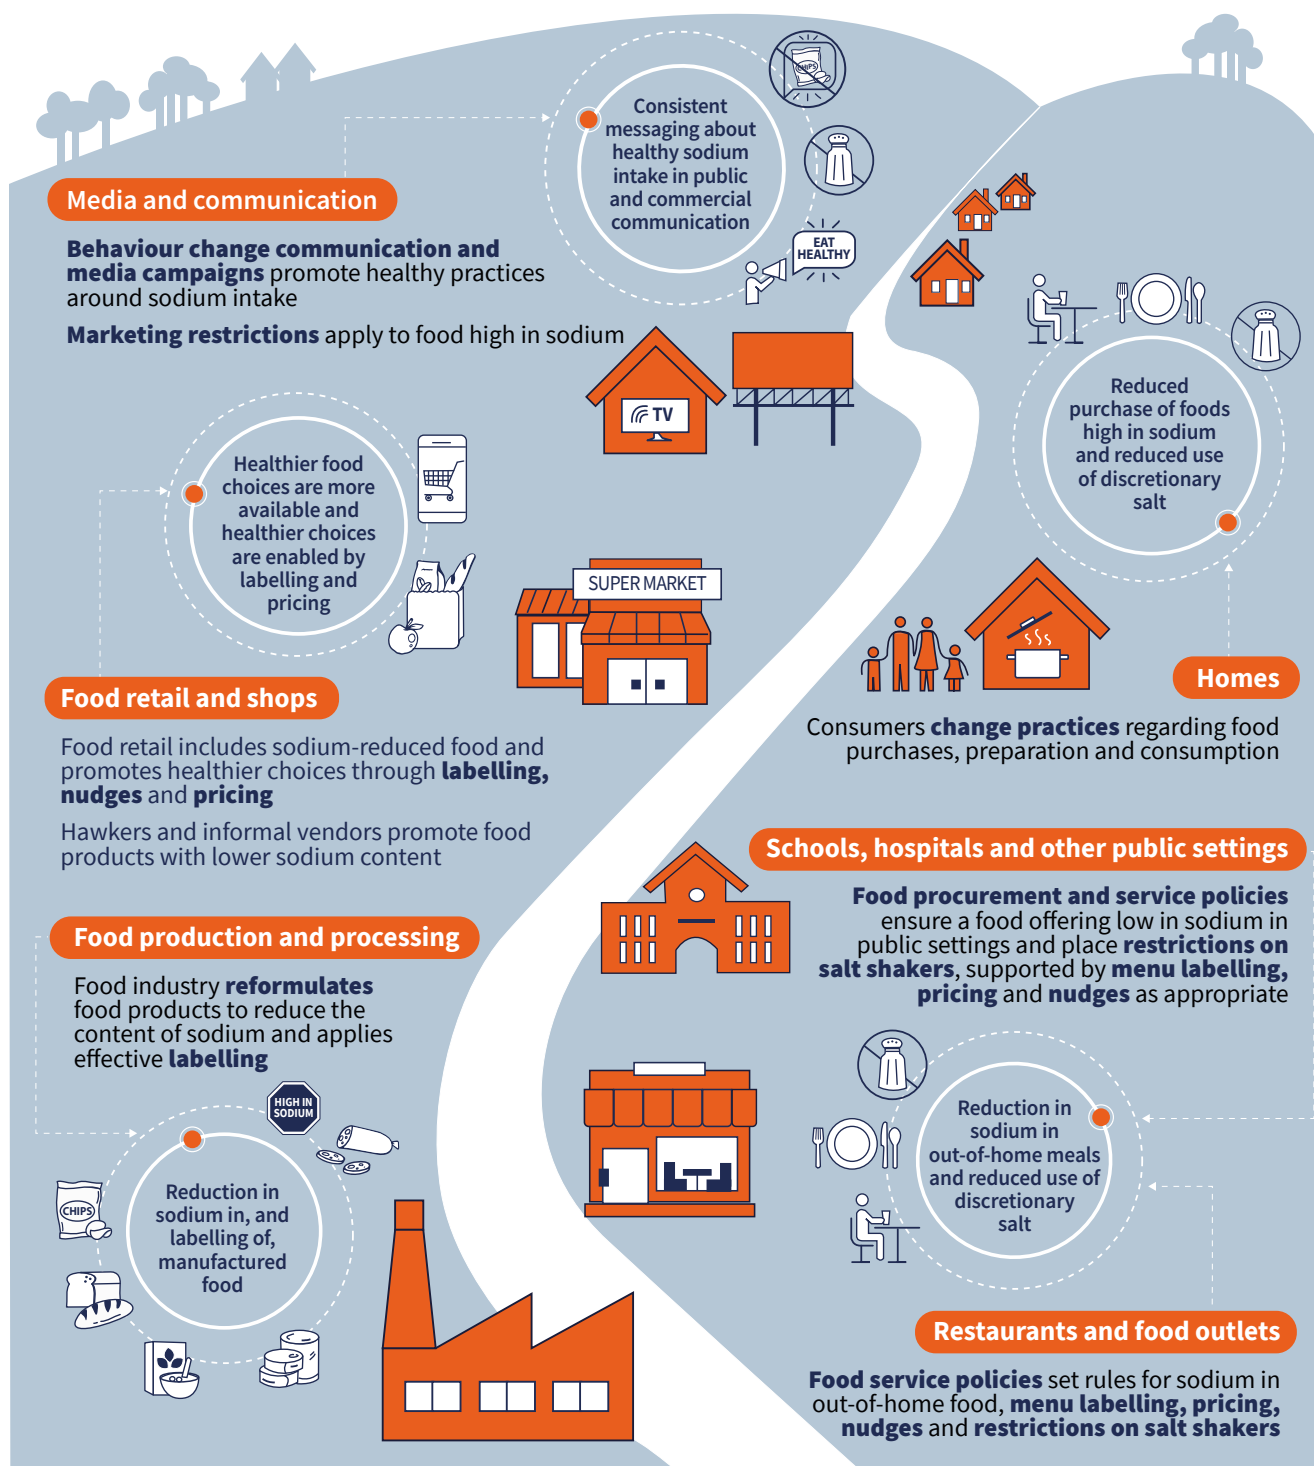 CHIPS
Consistent
messaging about
healthy sodium
intake in public
and commercial
communication
EAT
HEALTHY
Media and communication
Behaviour change communication and
media campaigns promote healthy practices
around sodium intake
Marketing restrictions apply to food high in sodium
TV
Reduced
purchase of foods
high in sodium
and reduced use
of discretionary
salt
Healthier food
choices are more
available and
healthier choices
are enabled by
labelling and
pricing
SUPER MARKET
Homes
Consumers change practices regarding food
purchases, preparation and consumption
Food retail and shops
Food retail includes sodium-reduced food and
promotes healthier choices through labelling,
nudges and pricing
Hawkers and informal vendors promote food
products with lower sodium content
Schools, hospitals and other public settings
Food procurement and service policies
ensure a food offering low in sodium in
public settings and place restrictions on
salt shakers, supported by menu labelling,
pricing and nudges as appropriate
Food production and processing
Food industry reformulates
food products to reduce the
content of sodium and applies
effective labelling
HIGH IN
SODIUM
CHIPS
Reduction in
sodium in, and
labelling of,
manufactured
food
Reduction in
sodium in
out-of-home meals
and reduced use of
discretionary
salt
Restaurants and food outlets
Food service policies set rules for sodium in
out-of-home food, menu labelling, pricing,
nudges and restrictions on salt shakers